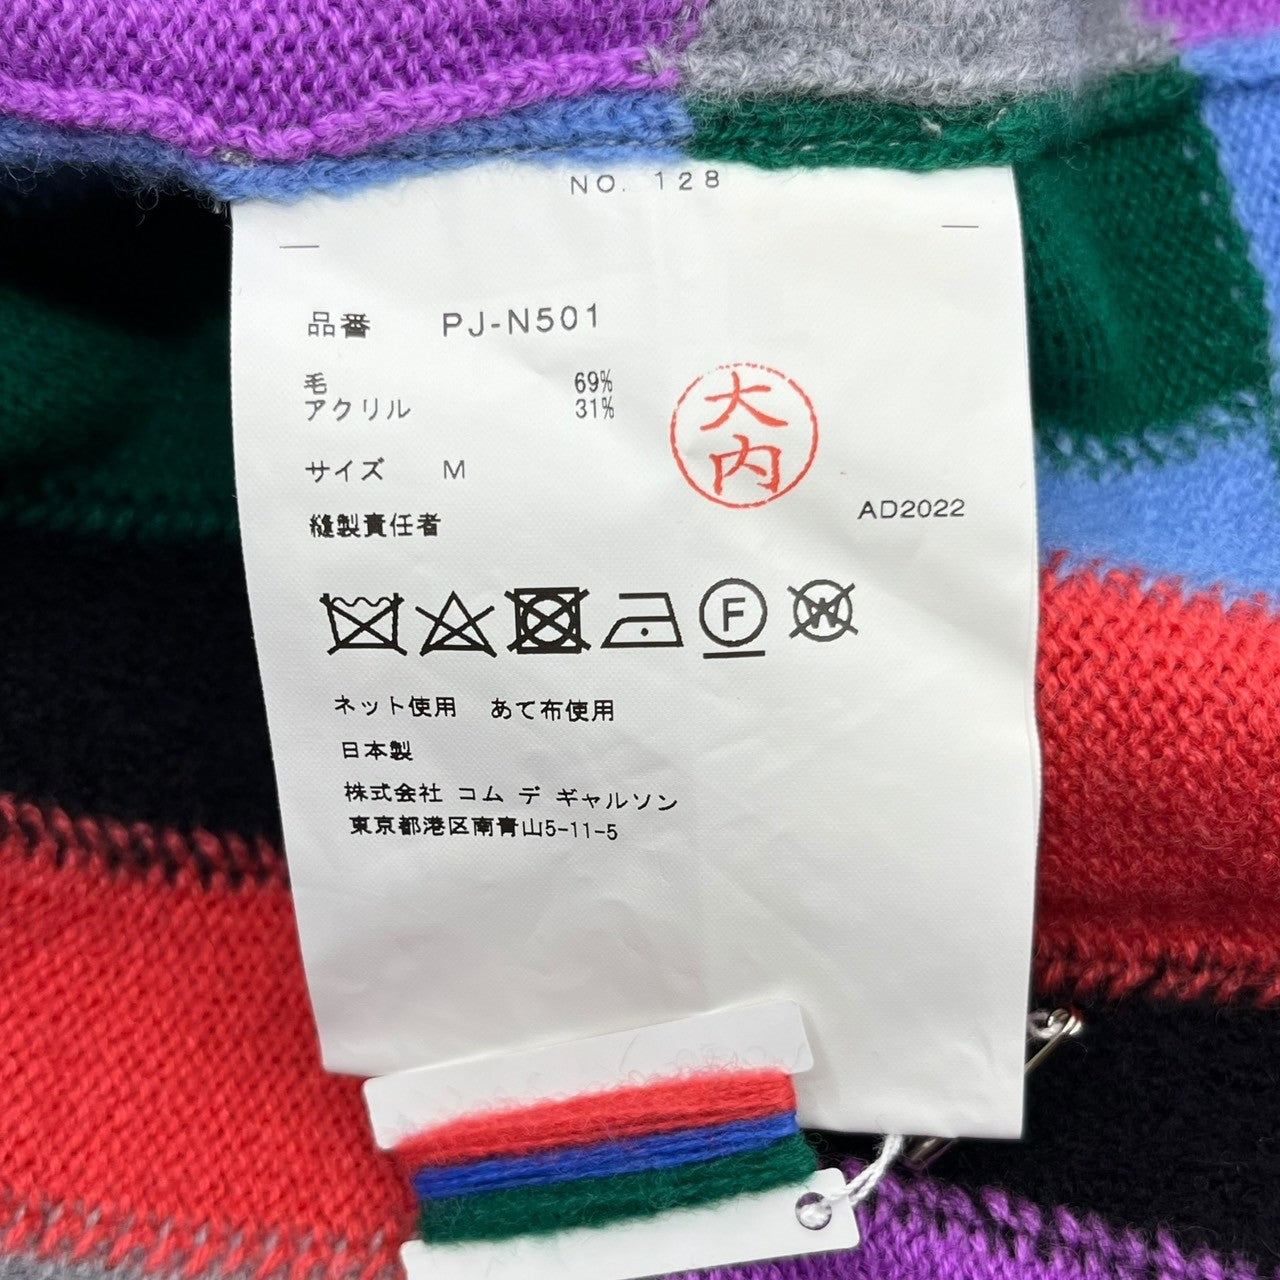 NO. 128
品番 PJ-N501
毛 69%
アクリル 31%
大内
サイズ M
AD2022
縫製責任者
F
W
ネット使用 あて布使用
日本製
株式会社 コム デ ギャルソン
東京都港区南青山5-11-5